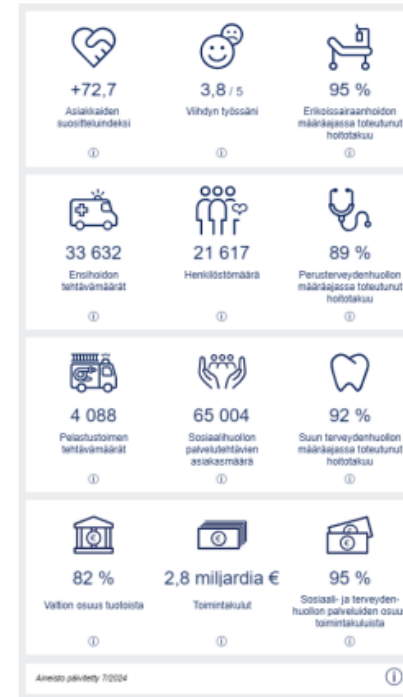 +72,7
Asiakkaiden
suositteluindeksi
3,8 / 5
Viihdyn työssäni
95 %
Erikoissairaanhoidon
määräajassa toteutunut
hoitotakuu
33 632
Ensihoidon
tehtävämäärät
21 617
Henkilöstömäärä
89 %
Perusterveydenhuollon
määräajassa toteutunut
hoitotakuu
4 088
Pelastustoimen
tehtävämäärät
65 004
Sosiaalihuollon
palvelutehtävien
asiakasmäärä
92 %
Suun terveydenhuollon
määräajassa toteutunut
hoitotakuu
82 %
Valtion osuus tuotoista
2,8 miljardia €
Toimintakulut
95 %
Sosiaali- ja terveyden-
huollon palveluiden osuus
toimintakuluista
Aineisto päivitetty 7/2024